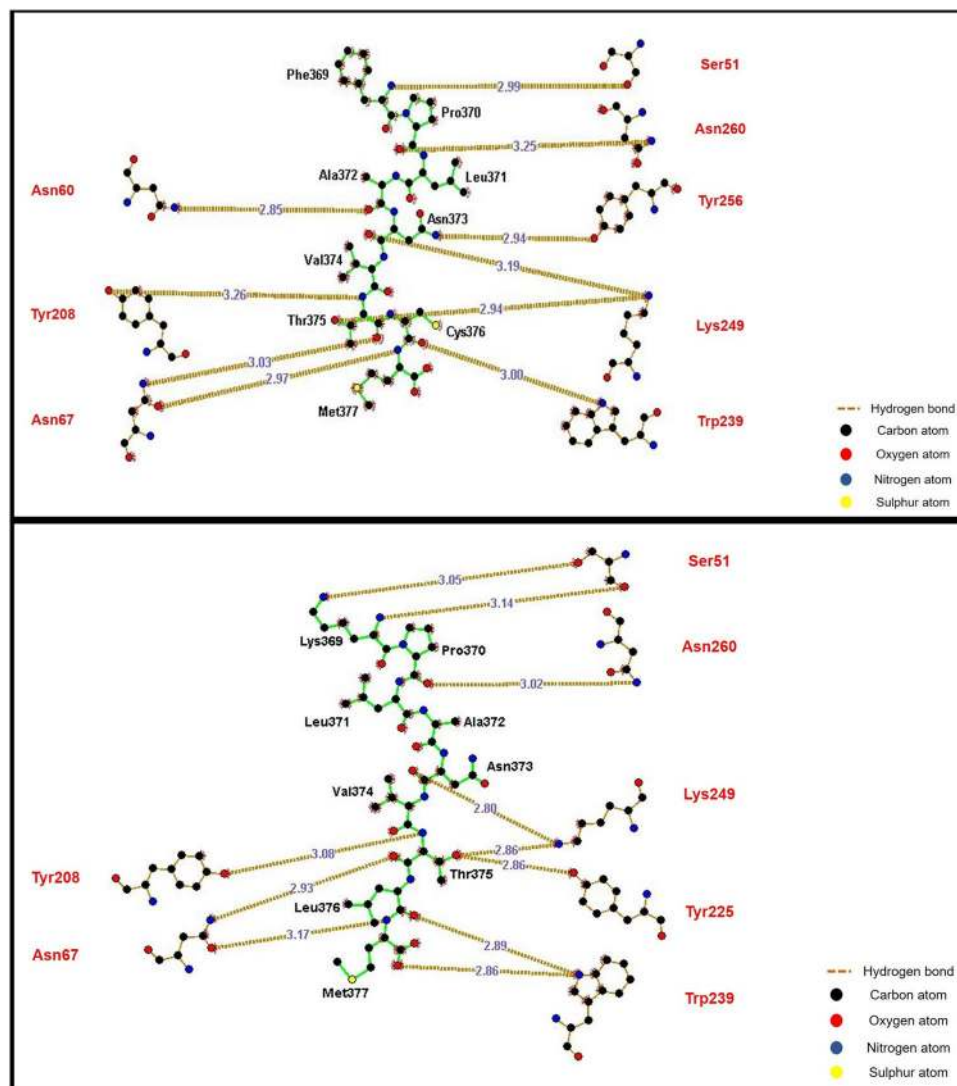 Ser51
Phe369
2.99
Pro370
Asn260
3.25
Asn60
Ala372
Leu371
Tyr256
2.85
Asn373
2.94
Val374
3.19
Tyr208
3.26
2.94
Thr375
Cys376
Lys249
3.03
3.00
2.97
Asn67
Met377
Trp239
Hydrogen bond
Carbon atom
Oxygen atom
Nitrogen atom
Sulphur atom
Ser51
3.05
3.14
Lys369
Pro370
Asn260
3.02
Leu371
Ala372
Asn373
Val374
Lys249
2.80
3.08
2.86
2.86
Tyr208
2.93
Thr375
Leu376
Tyr225
3.17
2.89
Asn67
2.86
Met377
Trp239
Hydrogen bond
Carbon atom
Oxygen atom
Nitrogen atom
Sulphur atom